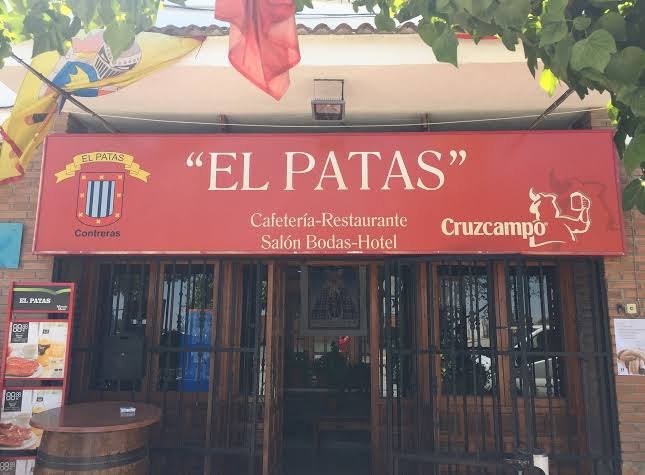 EL PATAS
Contreras
“EL PATAS”
Cafetería-Restaurante
Salón Bodas-Hotel
Cruzcampo
EL PATAS